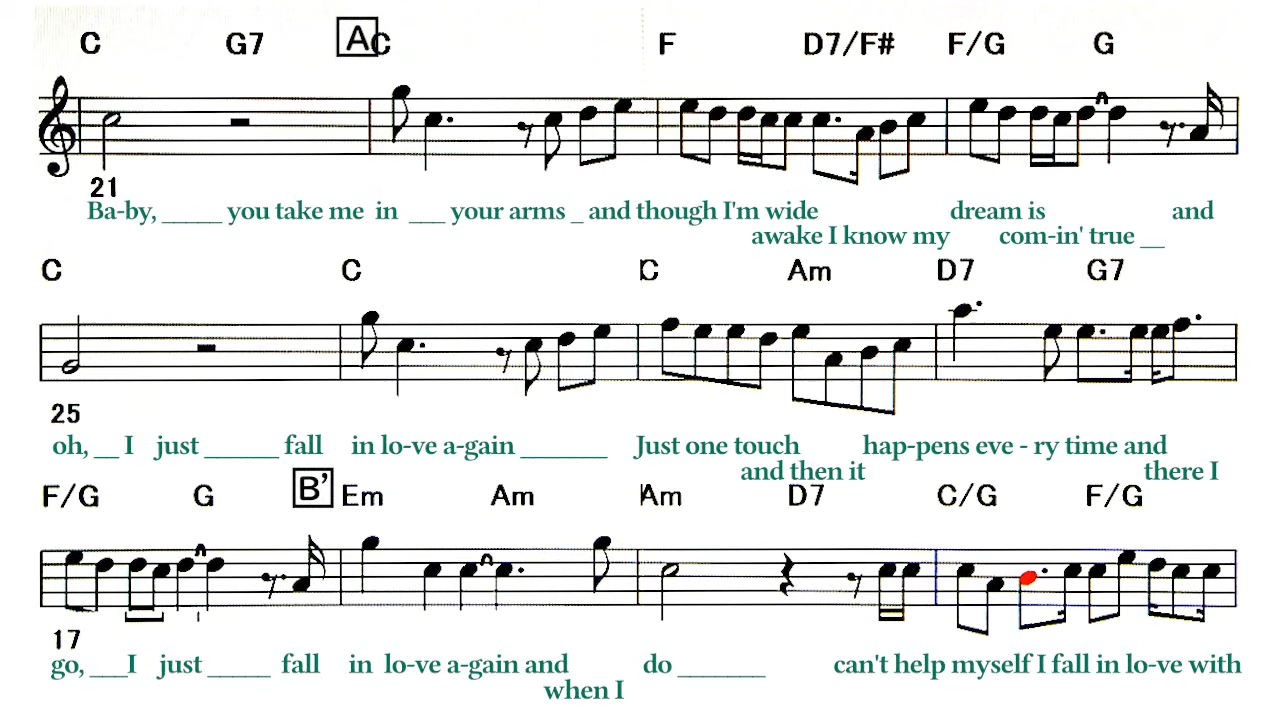 C G7 A C F D7/F# F/G G
21
Ba-by, _____ you take me in ___ your arms _ and though I'm wide dream is and
awake I know my com-in' true __
C C C Am D7 G7
25
oh, __ I just ______ fall in lo-ve a-gain _______ Just one touch hap-pens eve - ry time and
and then it there I
F/G G B’ Em Am Am D7 C/G F/G
17
go, ___I just _____ fall in lo-ve a-gain and do _______ can't help myself I fall in lo-ve with
when I